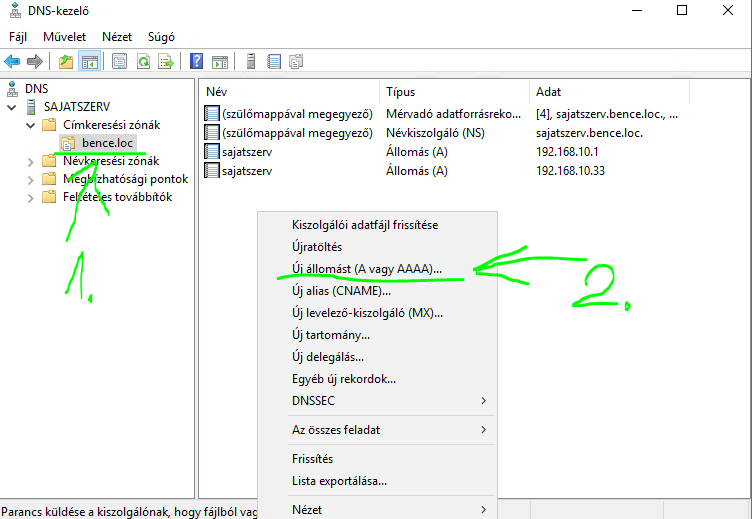 DNS-kezelő
Fájl Művelet Nézet Súgó
DNS
SAJATSZERV
Címkeresési zónák
bence.loc
Névkeresési zónák
Megbízhatósági pontok
Feltételes továbbítók
Név Típus Adat
(szülőmappával megegyező) Mérvadó adatforrásreko... [4], sajatszerv.bence.loc., ...
(szülőmappával megegyező) Névkiszolgáló (NS) sajatszerv.bence.loc.
sajatszerv Állomás (A) 192.168.10.1
sajatszerv Állomás (A) 192.168.10.33
Kiszolgálói adatfájl frissítése
Újratöltés
Új állomást (A vagy AAAA)...
Új alias (CNAME)...
Új levelező-kiszolgáló (MX)...
Új tartomány...
Új delegálás...
Egyéb új rekordok...
DNSSEC
Az összes feladat
Frissítés
Lista exportálása...
Nézet
1.
2.
Parancs küldése a kiszolgálónak, hogy fájlból vag